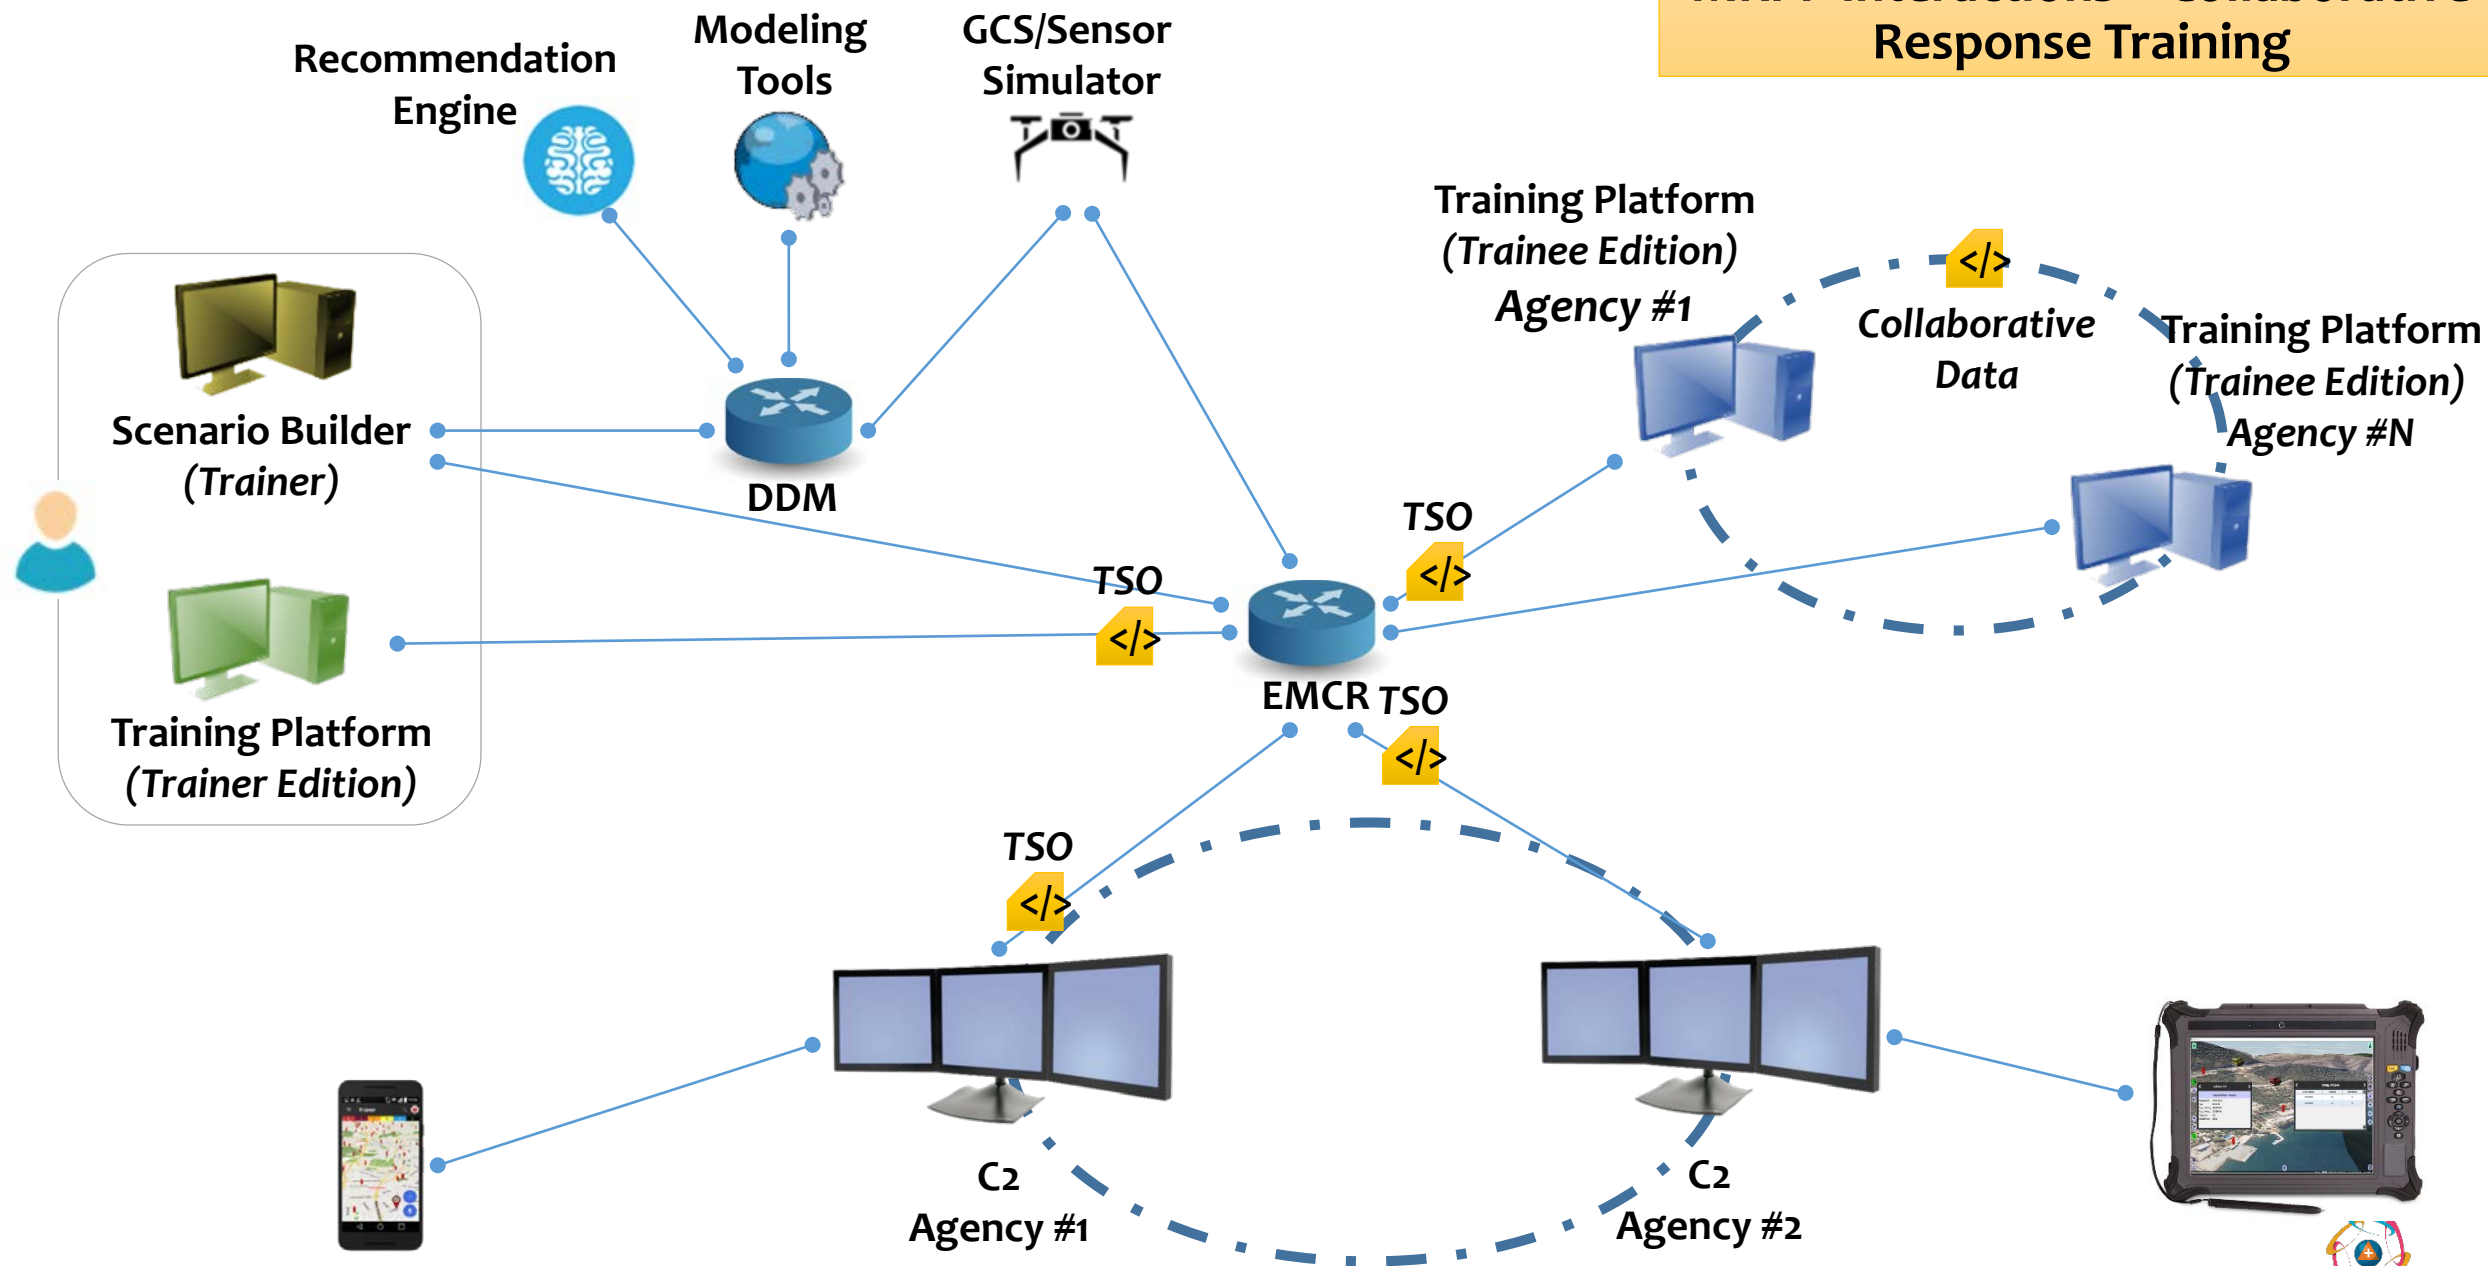 Response Training
Recommendation
Engine
Modeling
Tools
GCS/Sensor
Simulator
Training Platform
(Trainee Edition)
Agency #1
</>
Collaborative
Data
Training Platform
(Trainee Edition)
Agency #N
Scenario Builder
(Trainer)
DDM
TSO
</>
TSO
</>
EMCR
TSO
</>
Training Platform
(Trainer Edition)
TSO
</>
C2
Agency #1
C2
Agency #2